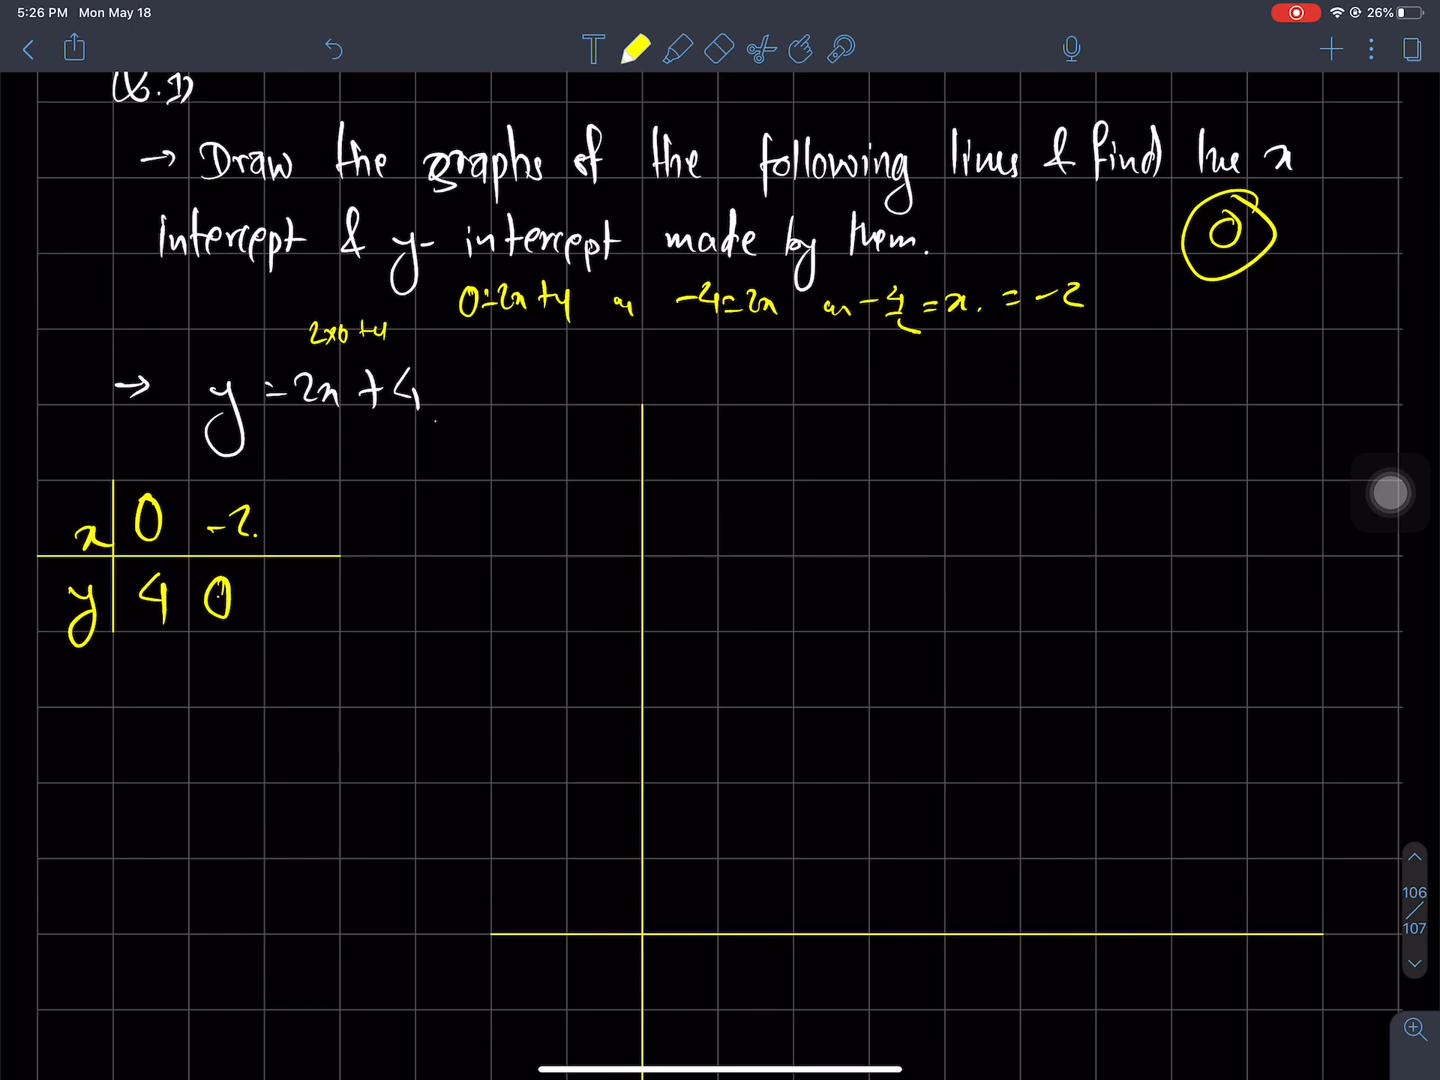 5:26 PM Mon May 18
26%
T
→ Draw the graphs of the following lines & find the x
Intercept & y- intercept made by them.
0
0=2x+4 or -4=2x or -4/2 = x. = -2
2x0+4
→ y = 2x + 4
x 0 -2.
y 4 0
106
/
107